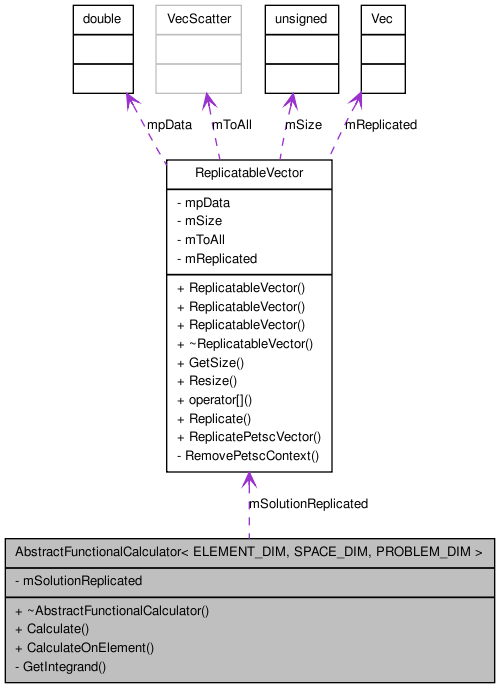 double
VecScatter
unsigned
Vec
mpData
mToAll
mSize
mReplicated
ReplicatableVector
- mpData
- mSize
- mToAll
- mReplicated
+ ReplicatableVector()
+ ReplicatableVector()
+ ReplicatableVector()
+ ~ReplicatableVector()
+ GetSize()
+ Resize()
+ operator[]()
+ Replicate()
+ ReplicatePetscVector()
- RemovePetscContext()
mSolutionReplicated
AbstractFunctionalCalculator< ELEMENT_DIM, SPACE_DIM, PROBLEM_DIM >
- mSolutionReplicated
+ ~AbstractFunctionalCalculator()
+ Calculate()
+ CalculateOnElement()
- GetIntegrand()